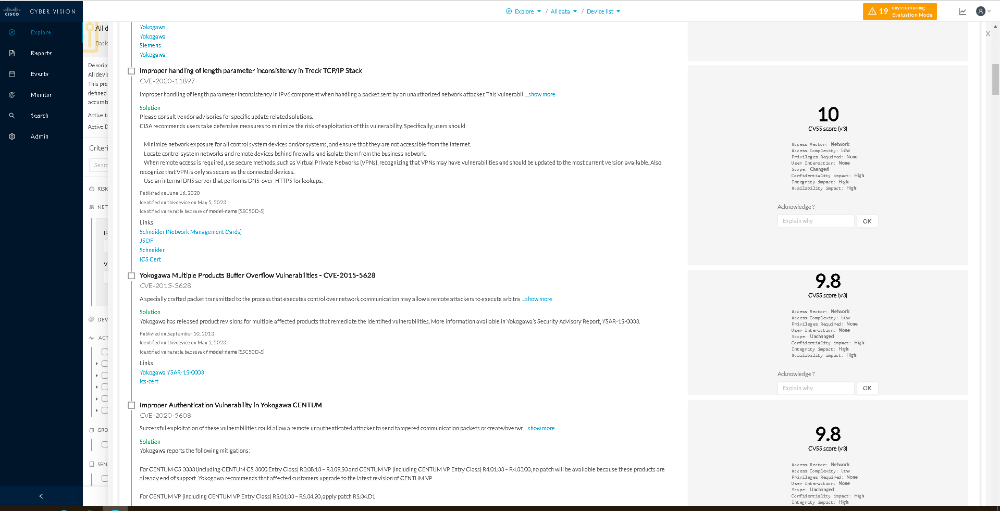 CISCO
CYBER VISION
Explore / All data / Device list
19 days remaining
Evaluation Mode
Explore
Reports
Events
Monitor
Search
Admin
All d
Basic
Descrip
All devic
This pre
defined
accurate
Active b
Active D
Criteri
Searc
RISK
NET
IF
V
DEV
ACT
GRO
SEN
X
Yokogawa
Yokogawa
Siemens
Yokogawa
Improper handling of length parameter inconsistency in Treck TCP/IP Stack
CVE-2020-11897
Improper handling of length parameter inconsistency in IPv6 component when handling a packet sent by an unauthorized network attacker. This vulnerabil ...show more
Solution
Please consult vendor advisories for specific update related solutions.
CISA recommends users take defensive measures to minimize the risk of exploitation of this vulnerability. Specifically, users should:
Minimize network exposure for all control system devices and/or systems, and ensure that they are not accessible from the Internet.
Locate control system networks and remote devices behind firewalls, and isolate them from the business network.
When remote access is required, use secure methods, such as Virtual Private Networks (VPNs), recognizing that VPNs may have vulnerabilities and should be updated to the most current version available. Also
recognize that VPN is only as secure as the connected devices.
Use an internal DNS server that performs DNS-over-HTTPS for lookups.
Published on June 16, 2020
Identified on this device on May 5, 2023
Identified vulnerable because of model-name (SSC50D-S)
Links
Schneider (Network Management Cards)
JSOF
Schneider
ICS Cert
10
CVSS score (v3)
Access Vector: Network
Access Complexity: Low
Privileges Required: None
User Interaction: None
Scope: Changed
Confidentiality impact: High
Integrity impact: High
Availability impact: High
Acknowledge ?
Explain why
OK
Yokogawa Multiple Products Buffer Overflow Vulnerabilities - CVE-2015-5628
CVE-2015-5628
A specially crafted packet transmitted to the process that executes control over network communication may allow a remote attackers to execute arbitra ...show more
Solution
Yokogawa has released product revisions for multiple affected products that remediate the identified vulnerabilities. More information available in Yokogawa's Security Advisory Report, YSAR-15-0003.
Published on September 10, 2013
Identified on this device on May 5, 2023
Identified vulnerable because of model-name (SSC50D-S)
Links
Yokogawa YSAR-15-0003
ics-cert
9.8
CVSS score (v3)
Access Vector: Network
Access Complexity: Low
Privileges Required: None
User Interaction: None
Scope: Unchanged
Confidentiality impact: High
Integrity impact: High
Availability impact: High
Acknowledge ?
Explain why
OK
Improper Authentication Vulnerability in Yokogawa CENTUM
CVE-2020-5608
Successful exploitation of these vulnerabilities could allow a remote unauthenticated attacker to send tampered communication packets or create/overwr ...show more
Solution
Yokogawa reports the following mitigations:
For CENTUM CS 3000 (including CENTUM CS 3000 Entry Class) R3.08.10 – R3.09.50 and CENTUM VP (including CENTUM VP Entry Class) R4.01.00 – R4.03.00, no patch will be available because these products are
already end of support. Yokogawa recommends that affected customers upgrade to the latest revision of CENTUM VP.
For CENTUM VP (including CENTUM VP Entry Class) R5.01.00 – R5.04.20, apply patch R5.04.D1
9.8
CVSS score (v3)
Access Vector: Network
Access Complexity: Low
Privileges Required: None
User Interaction: None
Scope: Unchanged
Confidentiality impact: High
Integrity impact: High